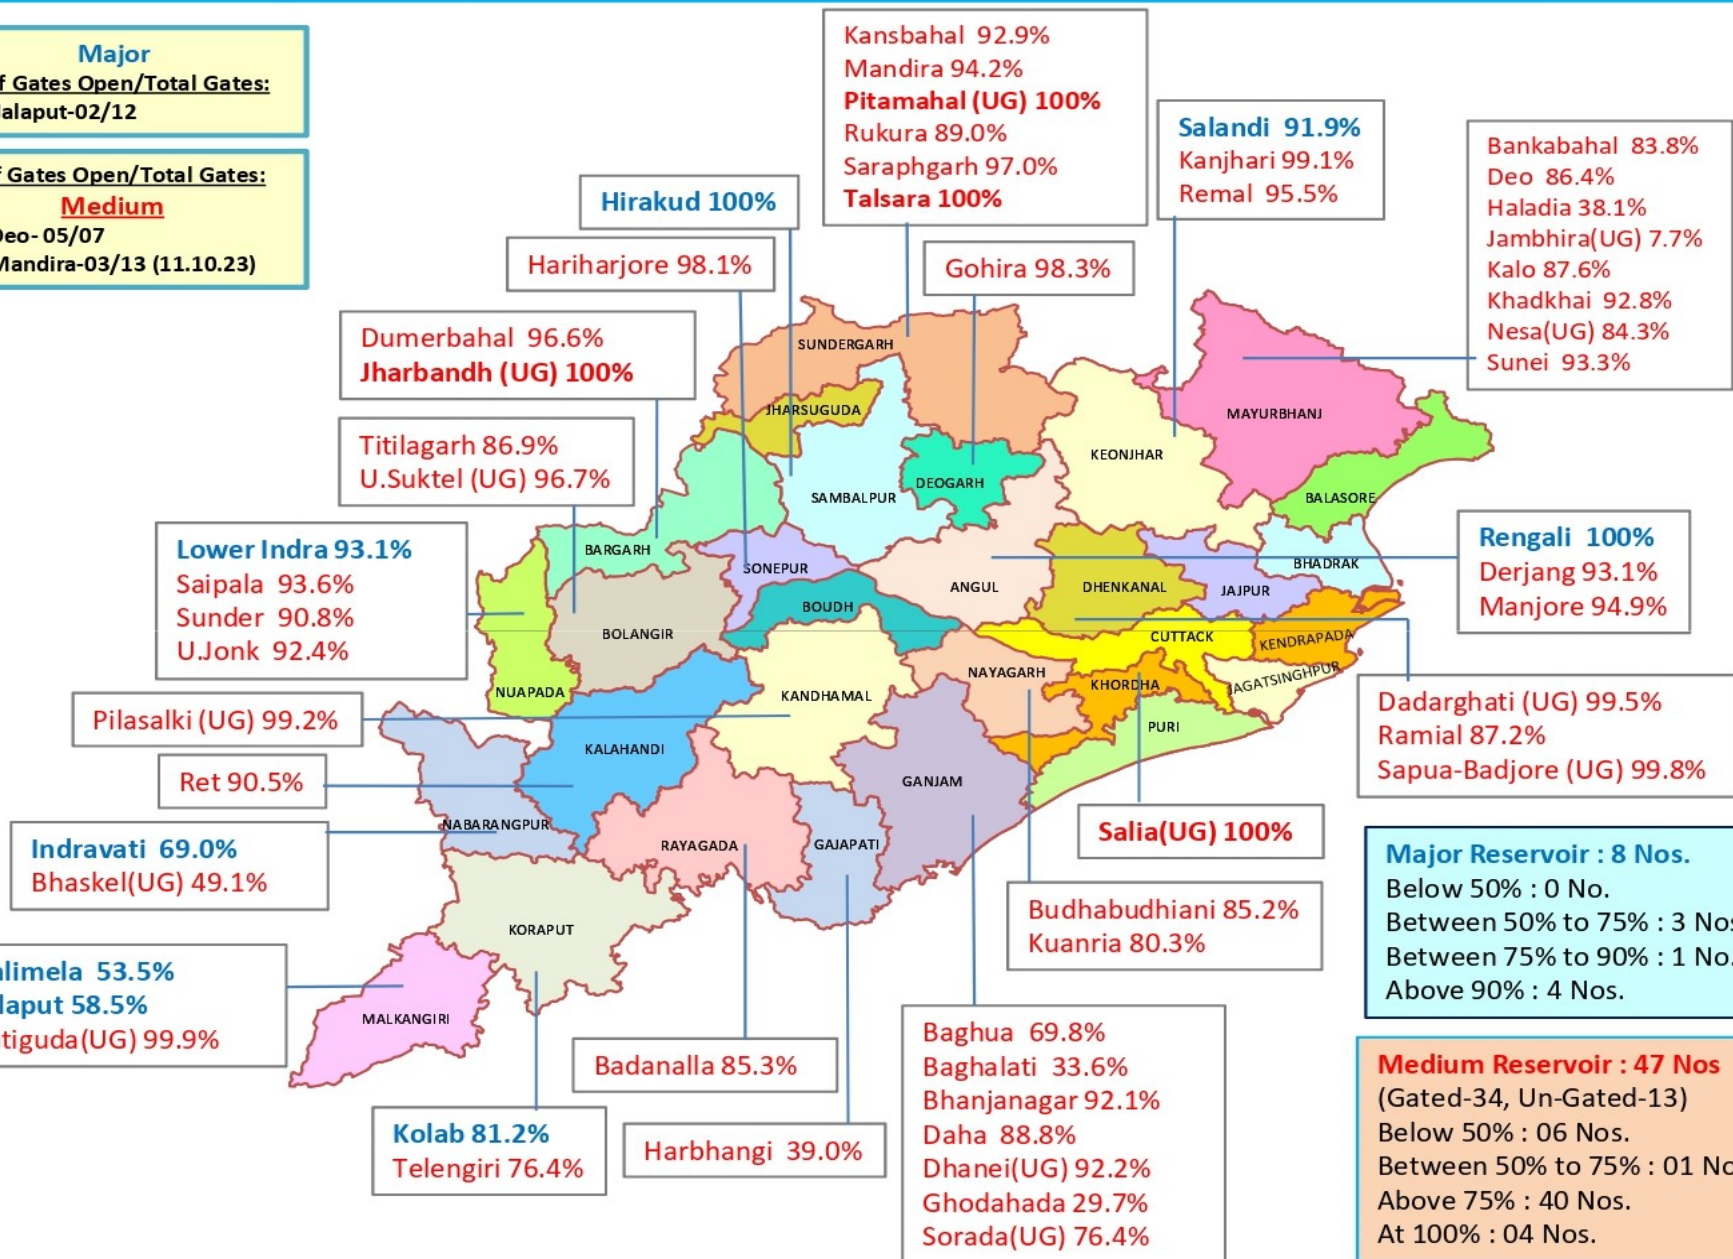 Major
f Gates Open/Total Gates:
Jalaput-02/12
f Gates Open/Total Gates:
Medium
Deo- 05/07
Mandira-03/13 (11.10.23)
Kansbahal 92.9%
Mandira 94.2%
Pitamahal (UG) 100%
Rukura 89.0%
Saraphgarh 97.0%
Talsara 100%
Salandi 91.9%
Kanjhari 99.1%
Remal 95.5%
Bankabahal 83.8%
Deo 86.4%
Haladia 38.1%
Jambhira(UG) 7.7%
Kalo 87.6%
Khadkhai 92.8%
Nesa(UG) 84.3%
Sunei 93.3%
Hirakud 100%
Hariharjore 98.1%
Gohira 98.3%
Dumerbahal 96.6%
Jharbandh (UG) 100%
Titilagarh 86.9%
U.Suktel (UG) 96.7%
Lower Indra 93.1%
Saipala 93.6%
Sunder 90.8%
U.Jonk 92.4%
Pilasalki (UG) 99.2%
Ret 90.5%
Indravati 69.0%
Bhaskel(UG) 49.1%
alimela 53.5%
laput 58.5%
tiguda(UG) 99.9%
Kolab 81.2%
Telengiri 76.4%
Badanalla 85.3%
Harbhangi 39.0%
Baghua 69.8%
Baghalati 33.6%
Bhanjanagar 92.1%
Daha 88.8%
Dhanei(UG) 92.2%
Ghodahada 29.7%
Sorada(UG) 76.4%
Budhabudhiani 85.2%
Kuanria 80.3%
Salia(UG) 100%
Rengali 100%
Derjang 93.1%
Manjore 94.9%
Dadarghati (UG) 99.5%
Ramial 87.2%
Sapua-Badjore (UG) 99.8%
SUNDERGARH
JHARSUGUDA
SAMBALPUR
DEOGARH
KEONJHAR
MAYURBHANJ
BALASORE
BHADRAK
BARGARH
SONEPUR
ANGUL
DHENKANAL
JAJPUR
BOUDH
BOLANGIR
CUTTACK
KENDRAPADA
JAGATSINGHPUR
NUAPADA
KANDHAMAL
NAYAGARH
KHORDHA
PURI
KALAHANDI
GANJAM
NABARANGPUR
RAYAGADA
GAJAPATI
KORAPUT
MALKANGIRI
Major Reservoir : 8 Nos.
Below 50% : 0 No.
Between 50% to 75% : 3 Nos
Between 75% to 90% : 1 No.
Above 90% : 4 Nos.
Medium Reservoir : 47 Nos
(Gated-34, Un-Gated-13)
Below 50% : 06 Nos.
Between 50% to 75% : 01 No
Above 75% : 40 Nos.
At 100% : 04 Nos.